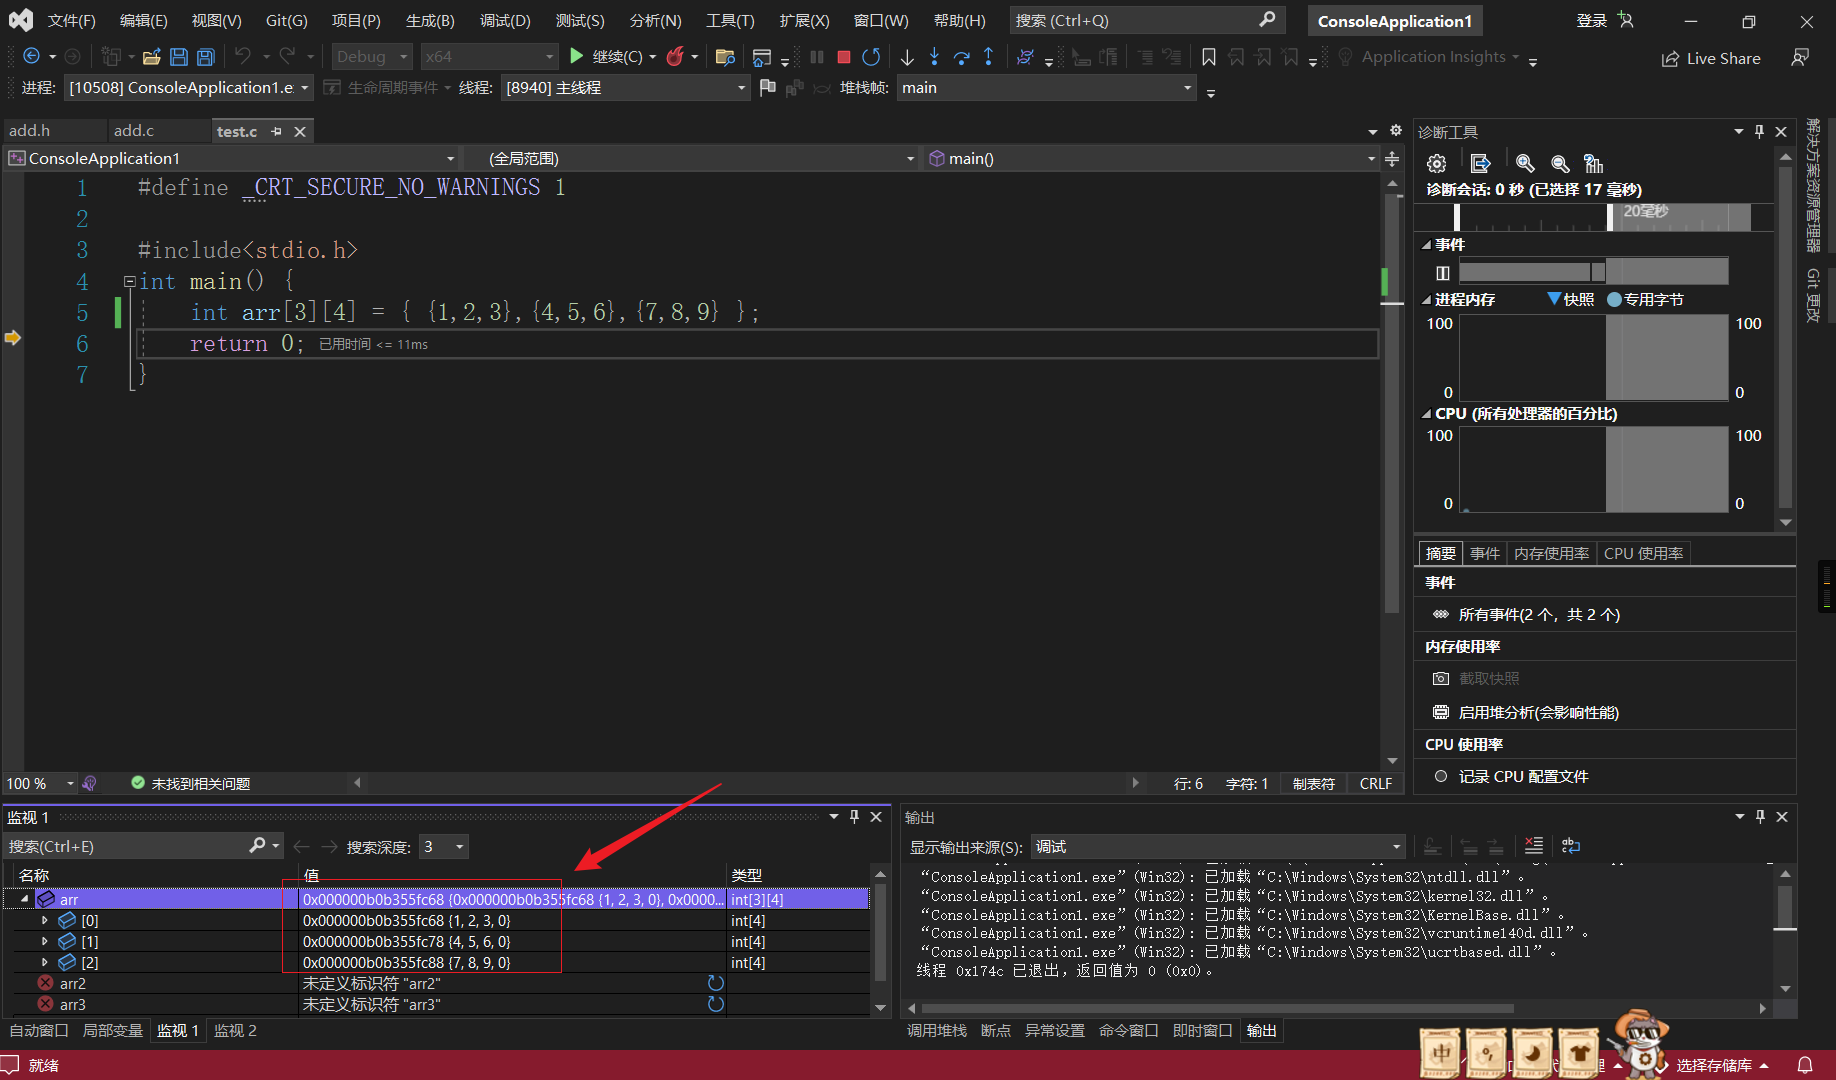 文件(F) 编辑(E) 视图(V) Git(G) 项目(P) 生成(B) 调试(D) 测试(S) 分析(N) 工具(T) 扩展(X) 窗口(W) 帮助(H) 搜索 (Ctrl+Q) ConsoleApplication1 登录
Debug x64 继续(C) Application Insights Live Share
进程: [10508] ConsoleApplication1.e 生命周期事件 线程: [8940] 主线程 堆栈帧: main
add.h add.c test.c
ConsoleApplication1 (全局范围) main()
1 #define _CRT_SECURE_NO_WARNINGS 1
2
3 #include<stdio.h>
4 int main() {
5 int arr[3][4] = { {1,2,3},{4,5,6},{7,8,9} };
6 return 0; 已用时间 <= 11ms
7 }
100 % 未找到相关问题 行: 6 字符: 1 制表符 CRLF
诊断工具
诊断会话: 0 秒 (已选择 17 毫秒)
20毫秒
事件
进程内存 快照 专用字节
100 100
0 0
CPU (所有处理器的百分比)
100 100
0 0
摘要 事件 内存使用率 CPU 使用率
事件
所有事件(2 个，共 2 个)
内存使用率
截取快照
启用堆分析(会影响性能)
CPU 使用率
记录 CPU 配置文件
解决方案资源管理器
Git 更改
监视 1
搜索(Ctrl+E) 搜索深度: 3
名称 值 类型
arr 0x000000b0b355fc68 {0x000000b0b355fc68 {1, 2, 3, 0}, 0x0000... int[3][4]
[0] 0x000000b0b355fc68 {1, 2, 3, 0} int[4]
[1] 0x000000b0b355fc78 {4, 5, 6, 0} int[4]
[2] 0x000000b0b355fc88 {7, 8, 9, 0} int[4]
arr2 未定义标识符 "arr2"
arr3 未定义标识符 "arr3"
自动窗口 局部变量 监视 1 监视 2
输出
显示输出来源(S): 调试
“ConsoleApplication1.exe”(Win32): 已加载“C:\Windows\System32\ntdll.dll”。
“ConsoleApplication1.exe”(Win32): 已加载“C:\Windows\System32\kernel32.dll”。
“ConsoleApplication1.exe”(Win32): 已加载“C:\Windows\System32\KernelBase.dll”。
“ConsoleApplication1.exe”(Win32): 已加载“C:\Windows\System32\vcruntime140d.dll”。
“ConsoleApplication1.exe”(Win32): 已加载“C:\Windows\System32\ucrtbased.dll”。
线程 0x174c 已退出，返回值为 0 (0x0)。
调用堆栈 断点 异常设置 命令窗口 即时窗口 输出
就绪 中 选择存储库